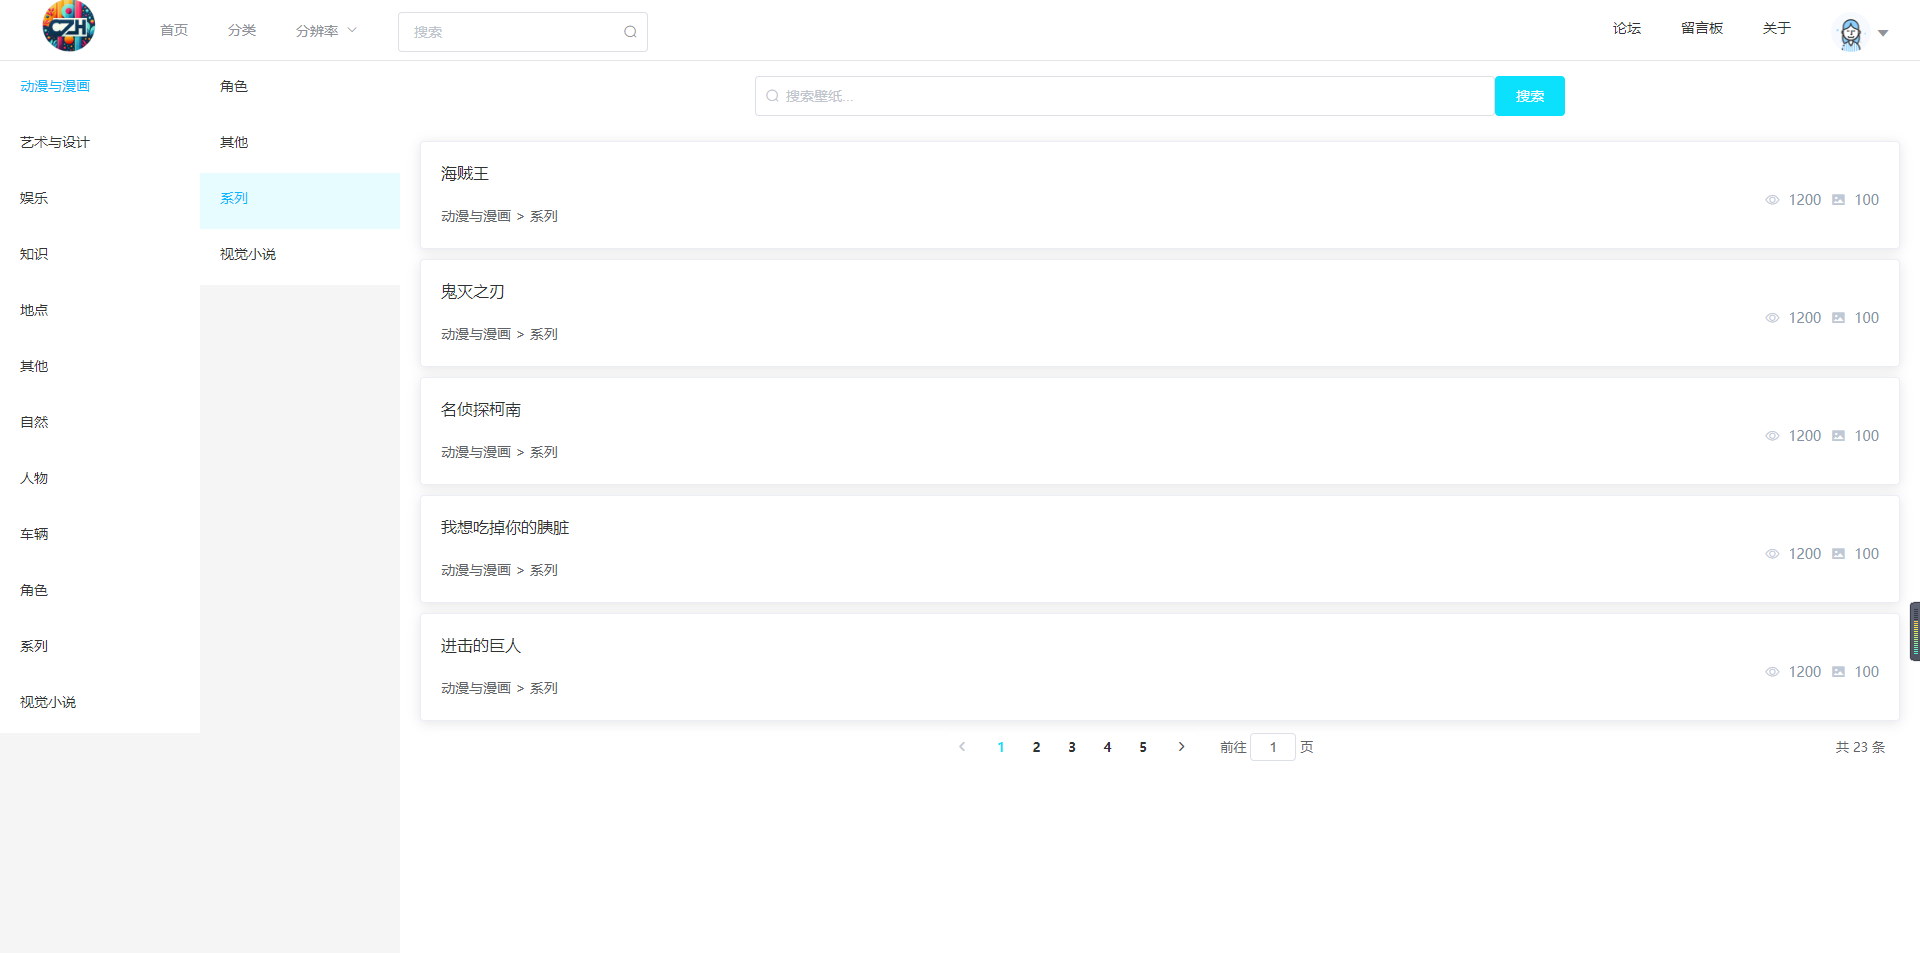 CZH
首页 分类 分辨率 搜索 论坛 留言板 关于
动漫与漫画
艺术与设计
娱乐
知识
地点
其他
自然
人物
车辆
角色
系列
视觉小说
角色
其他
系列
视觉小说
搜索壁纸... 搜索
海贼王
动漫与漫画 > 系列
1200 100
鬼灭之刃
动漫与漫画 > 系列
1200 100
名侦探柯南
动漫与漫画 > 系列
1200 100
我想吃掉你的胰脏
动漫与漫画 > 系列
1200 100
进击的巨人
动漫与漫画 > 系列
1200 100
1 2 3 4 5 前往 1 页 共 23 条